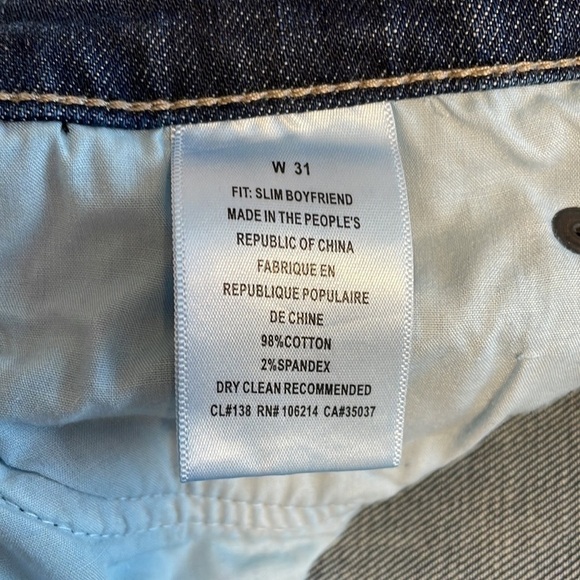 W 31
FIT: SLIM BOYFRIEND
MADE IN THE PEOPLE'S
REPUBLIC OF CHINA
FABRIQUE EN
REPUBLIQUE POPULAIRE
DE CHINE
98%COTTON
2%SPANDEX
DRY CLEAN RECOMMENDED
CL#138 RN# 106214 CA#35037